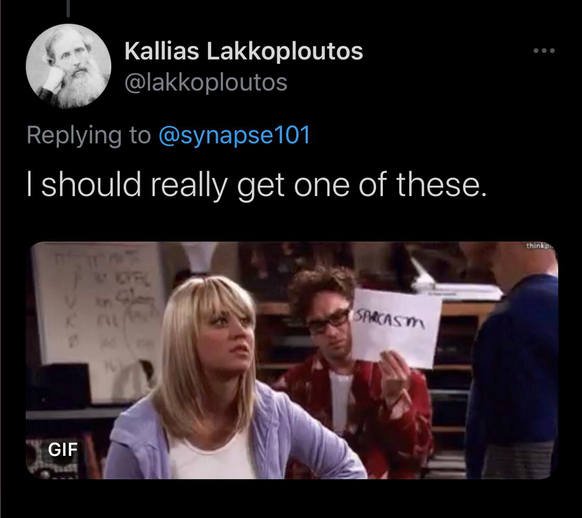 Kallias Lakkoploutos
@lakkoploutos
Replying to @synapse101
I should really get one of these.
SARCASM
GIF